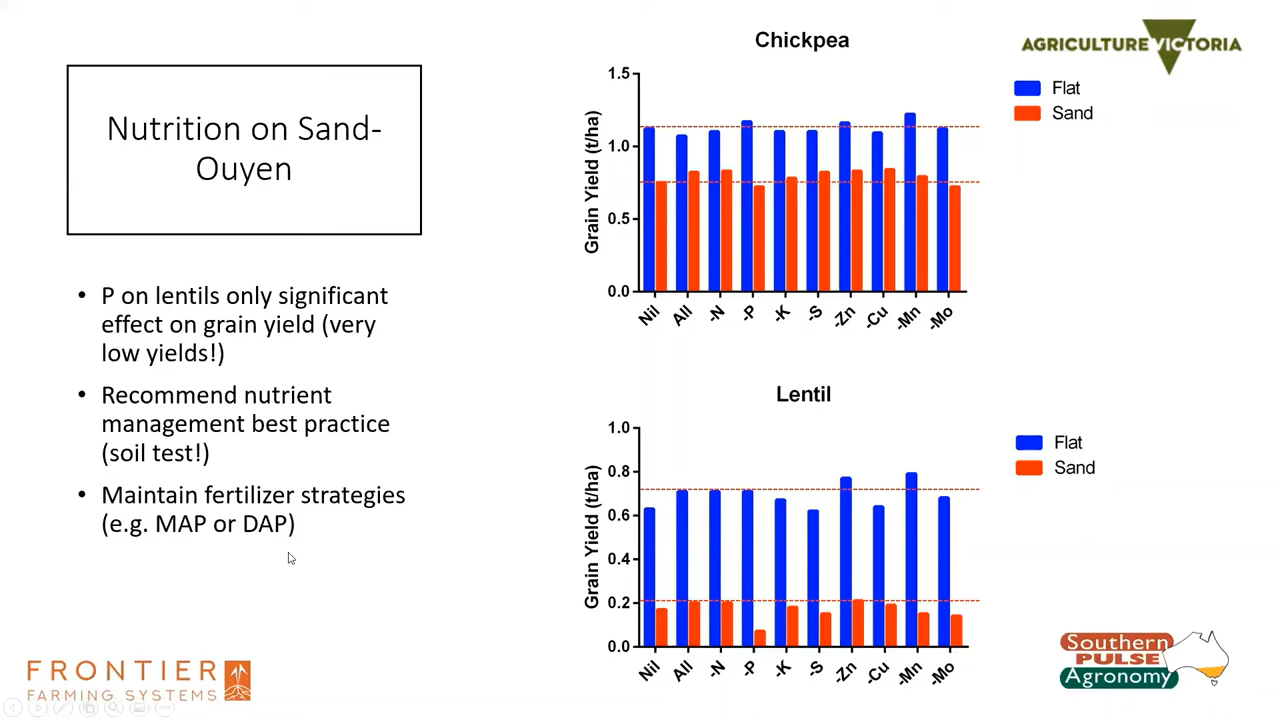 Nutrition on Sand-
Ouyen
• P on lentils only significant
effect on grain yield (very
low yields!)
• Recommend nutrient
management best practice
(soil test!)
• Maintain fertilizer strategies
(e.g. MAP or DAP)
FRONTIER
FARMING SYSTEMS
Chickpea
Grain Yield (t/ha)
1.5
1.0
0.5
0.0
Nil All -N -P -K -S -Zn -Cu -Mn -Mo
Flat
Sand
AGRICULTURE VICTORIA
Lentil
Grain Yield (t/ha)
1.0
0.8
0.6
0.4
0.2
0.0
Nil All -N -P -K -S -Zn -Cu -Mn -Mo
Flat
Sand
Southern
PULSE
Agronomy